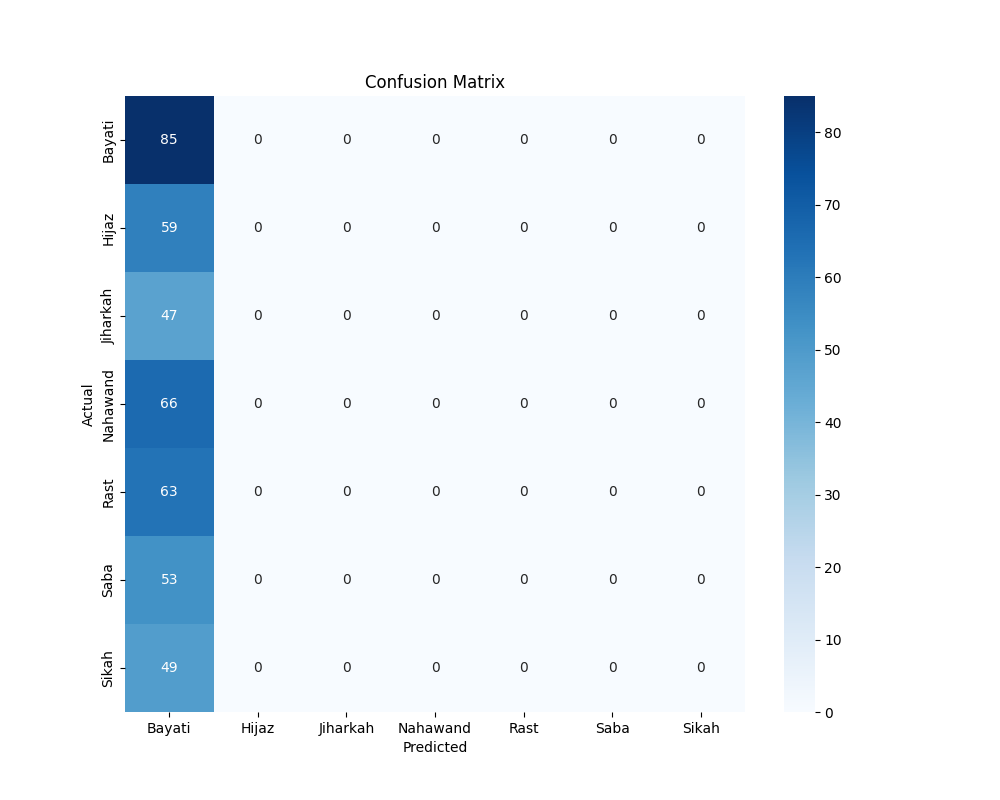 Confusion Matrix
Actual
Bayati 85 0 0 0 0 0 0
Hijaz 59 0 0 0 0 0 0
Jiharkah 47 0 0 0 0 0 0
Nahawand 66 0 0 0 0 0 0
Rast 63 0 0 0 0 0 0
Saba 53 0 0 0 0 0 0
Sikah 49 0 0 0 0 0 0
Bayati Hijaz Jiharkah Nahawand Rast Saba Sikah
Predicted
80
70
60
50
40
30
20
10
0